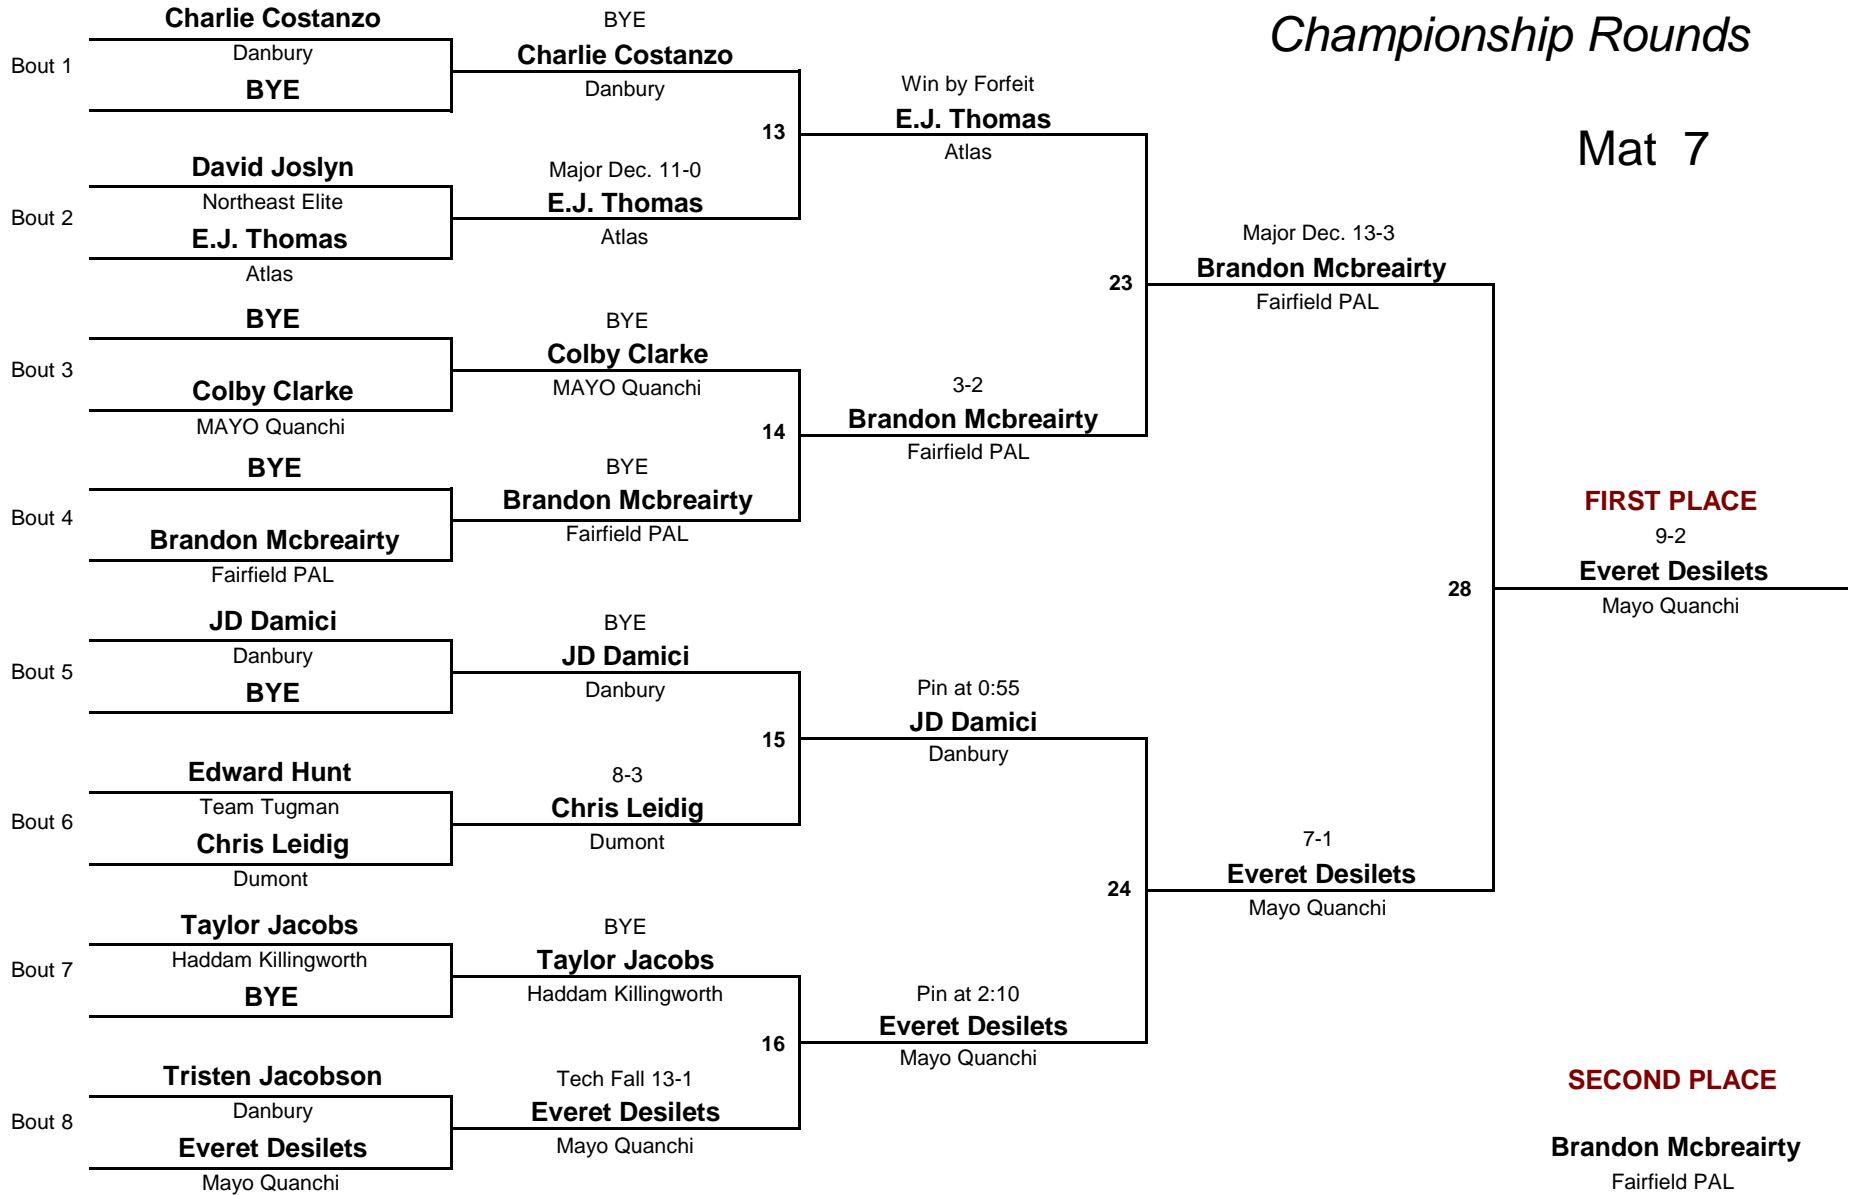 Championship Rounds
Mat 7
Bout 1
Charlie Costanzo
Danbury
BYE
Bout 2
David Joslyn
Northeast Elite
E.J. Thomas
Atlas
Bout 3
BYE
Colby Clarke
MAYO Quanchi
Bout 4
BYE
Brandon Mcbreairty
Fairfield PAL
Bout 5
JD Damici
Danbury
BYE
Bout 6
Edward Hunt
Team Tugman
Chris Leidig
Dumont
Bout 7
Taylor Jacobs
Haddam Killingworth
BYE
Bout 8
Tristen Jacobson
Danbury
Everet Desilets
Mayo Quanchi
BYE
Charlie Costanzo
Danbury
13
Major Dec. 11-0
E.J. Thomas
Atlas
BYE
Colby Clarke
MAYO Quanchi
14
BYE
Brandon Mcbreairty
Fairfield PAL
BYE
JD Damici
Danbury
15
8-3
Chris Leidig
Dumont
BYE
Taylor Jacobs
Haddam Killingworth
16
Tech Fall 13-1
Everet Desilets
Mayo Quanchi
Win by Forfeit
E.J. Thomas
Atlas
23
3-2
Brandon Mcbreairty
Fairfield PAL
Pin at 0:55
JD Damici
Danbury
24
Pin at 2:10
Everet Desilets
Mayo Quanchi
Major Dec. 13-3
Brandon Mcbreairty
Fairfield PAL
28
7-1
Everet Desilets
Mayo Quanchi
FIRST PLACE
9-2
Everet Desilets
Mayo Quanchi
SECOND PLACE
Brandon Mcbreairty
Fairfield PAL